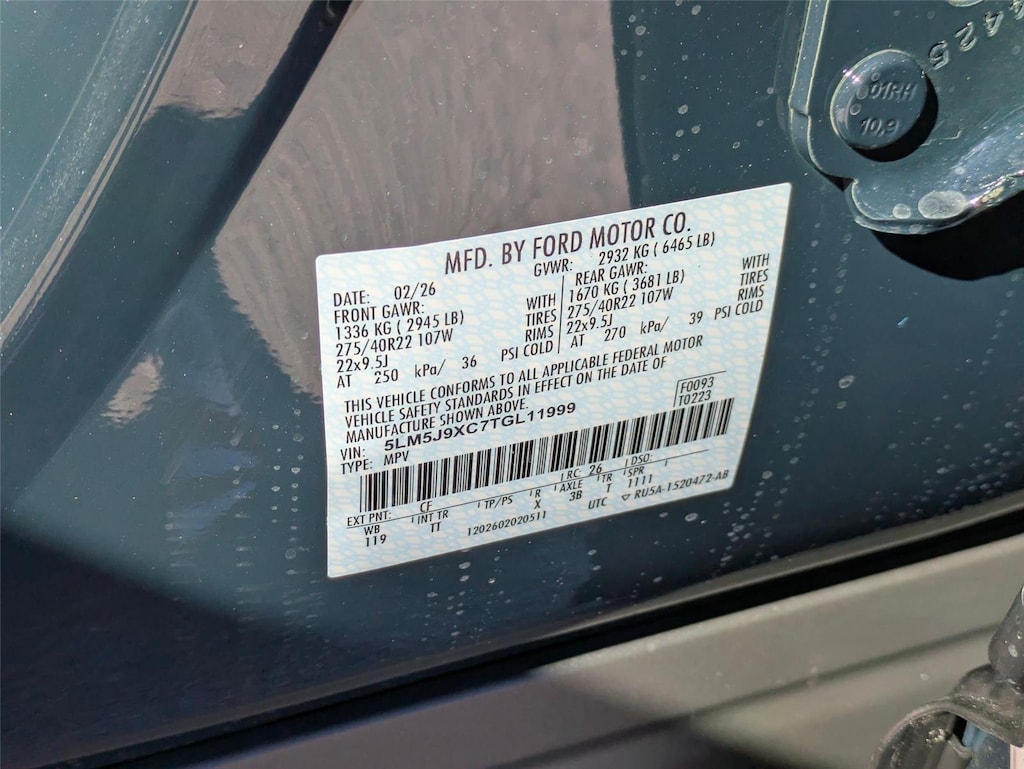 4425
01RH
10,9
MFD. BY FORD MOTOR CO.
DATE: 02/26 GVWR: 2932 KG ( 6465 LB)
FRONT GAWR: REAR GAWR:
1336 KG ( 2945 LB) WITH 1670 KG ( 3681 LB) WITH
275/40R22 107W TIRES 275/40R22 107W TIRES
22x9.5J RIMS 22x9.5J RIMS
AT 250 kPa/ 36 PSI COLD AT 270 kPa/ 39 PSI COLD
THIS VEHICLE CONFORMS TO ALL APPLICABLE FEDERAL MOTOR
VEHICLE SAFETY STANDARDS IN EFFECT ON THE DATE OF
MANUFACTURE SHOWN ABOVE.
F0093
T0223
VIN: 5LM5J9XC7TGL11999
TYPE: MPV
EXT PNT: CF RC: 26 DSO:
WB INT TR TP/PS R AXLE TR SPR
119 TT X 3B T 1111
1202602020511 UTC ▽ RU5A-1520472-AB